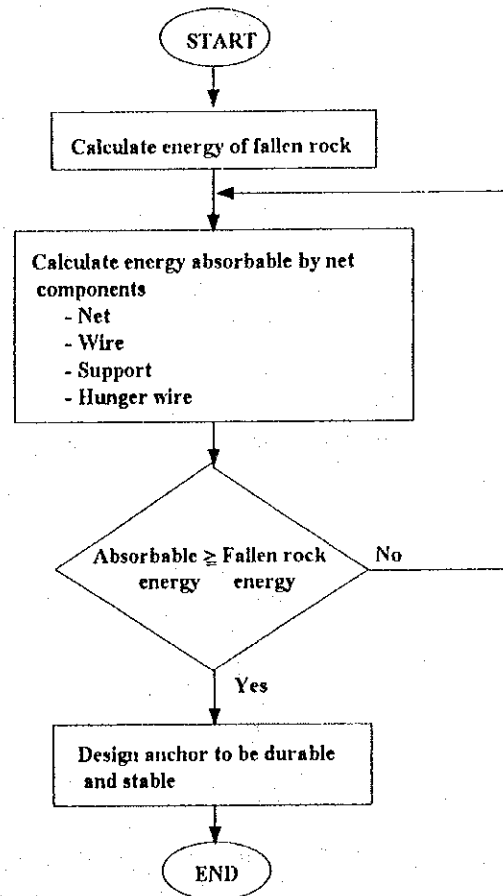 START
Calculate energy of fallen rock
Calculate energy absorbable by net
components
- Net
- Wire
- Support
- Hunger wire
Absorbable ≧ Fallen rock
energy energy
No
Yes
Design anchor to be durable
and stable
END